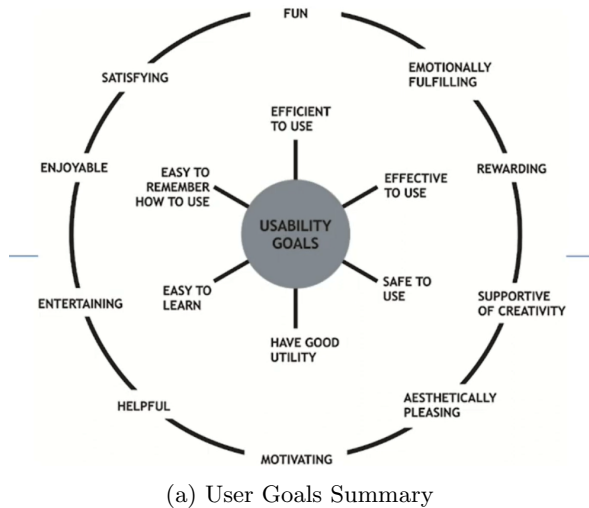 FUN
EMOTIONALLY
FULFILLING
REWARDING
SUPPORTIVE
OF CREATIVITY
AESTHETICALLY
PLEASING
MOTIVATING
HELPFUL
ENTERTAINING
ENJOYABLE
SATISFYING
EFFICIENT
TO USE
EFFECTIVE
TO USE
SAFE TO
USE
HAVE GOOD
UTILITY
EASY TO
LEARN
EASY TO
REMEMBER
HOW TO USE
USABILITY
GOALS
(a) User Goals Summary